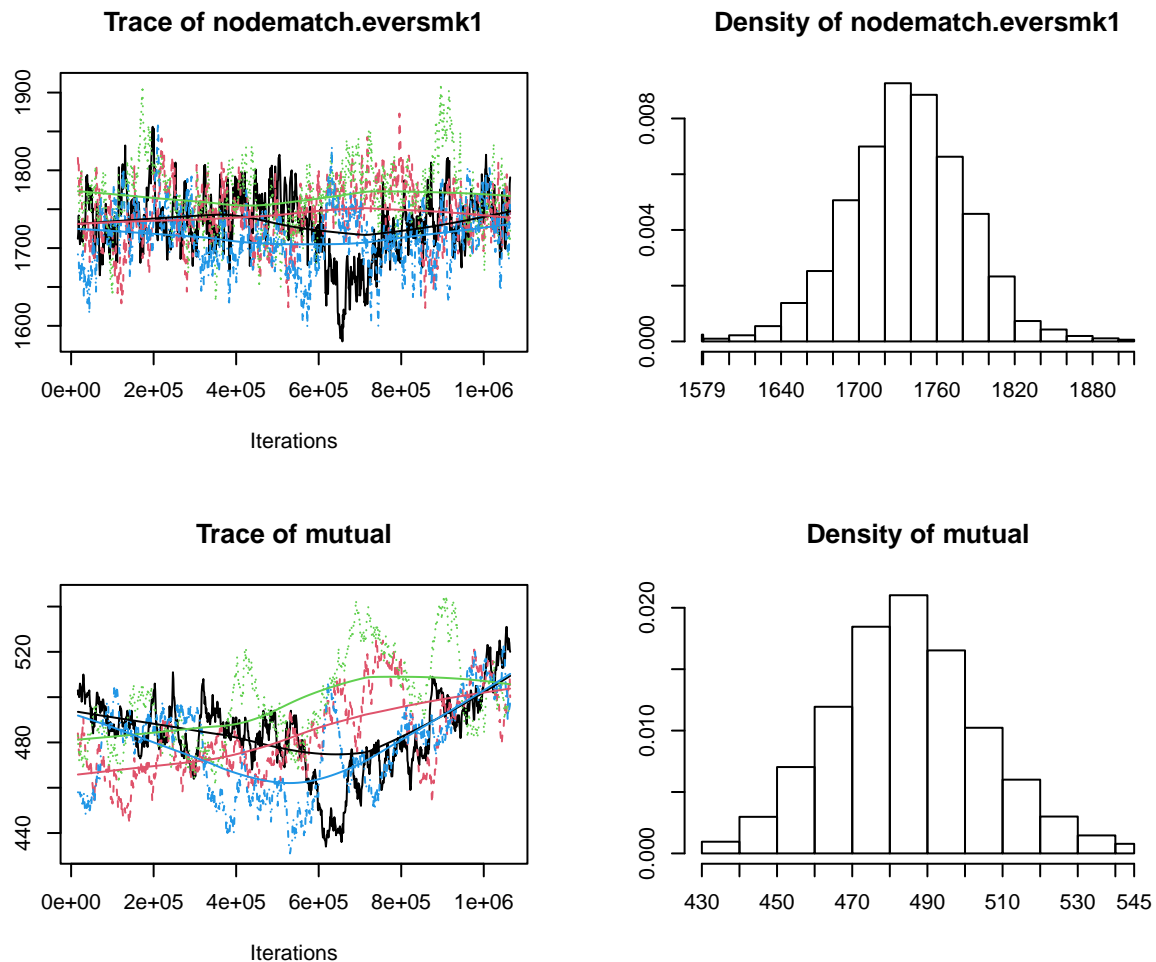 Trace of nodematch.eversmk1
1900
1800
1700
1600
0e+00 2e+05 4e+05 6e+05 8e+05 1e+06
Iterations
Density of nodematch.eversmk1
0.008
0.004
0.000
1579 1640 1700 1760 1820 1880
Trace of mutual
520
480
440
0e+00 2e+05 4e+05 6e+05 8e+05 1e+06
Iterations
Density of mutual
0.020
0.010
0.000
430 450 470 490 510 530 545